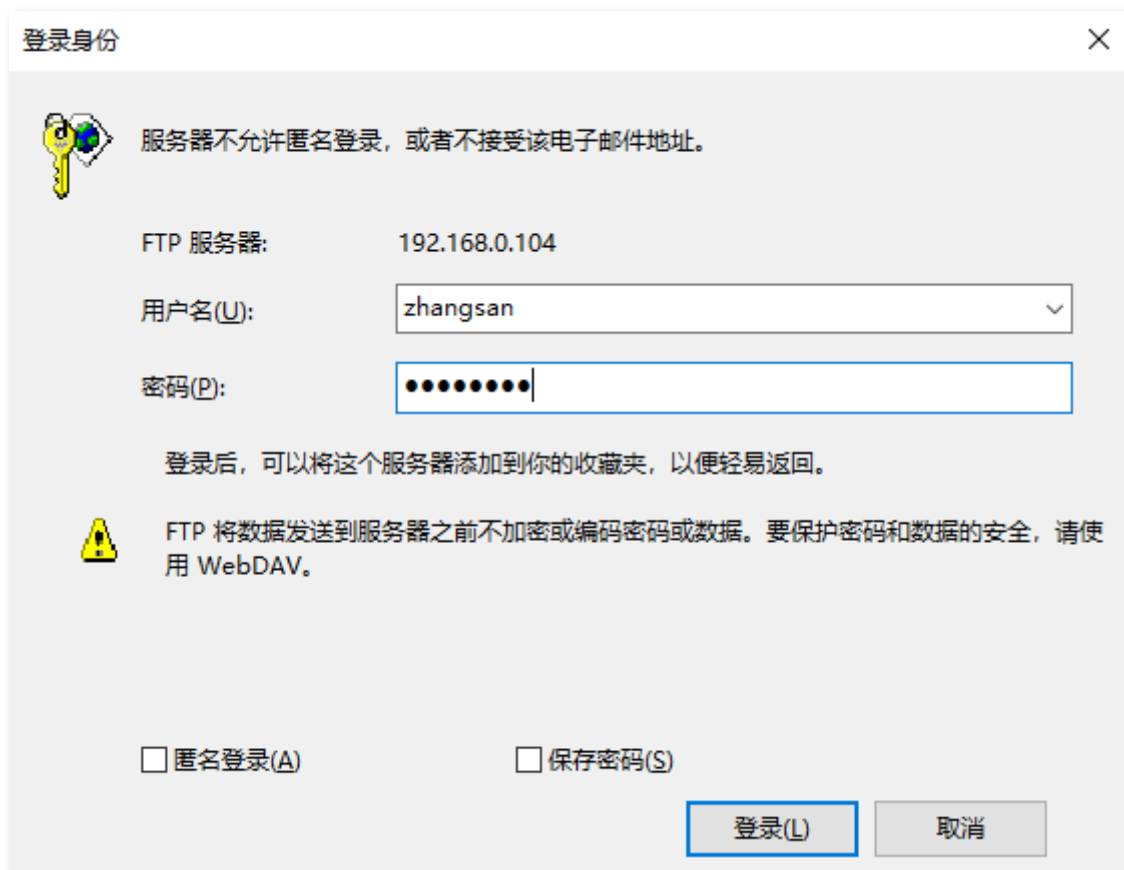 登录身份
服务器不允许匿名登录，或者不接受该电子邮件地址。
FTP 服务器:
192.168.0.104
用户名(U):
zhangsan
密码(P):
●●●●●●●●
登录后，可以将这个服务器添加到你的收藏夹，以便轻易返回。
FTP 将数据发送到服务器之前不加密或编码密码或数据。要保护密码和数据的安全，请使
用 WebDAV。
匿名登录(A)
保存密码(S)
登录(L)
取消